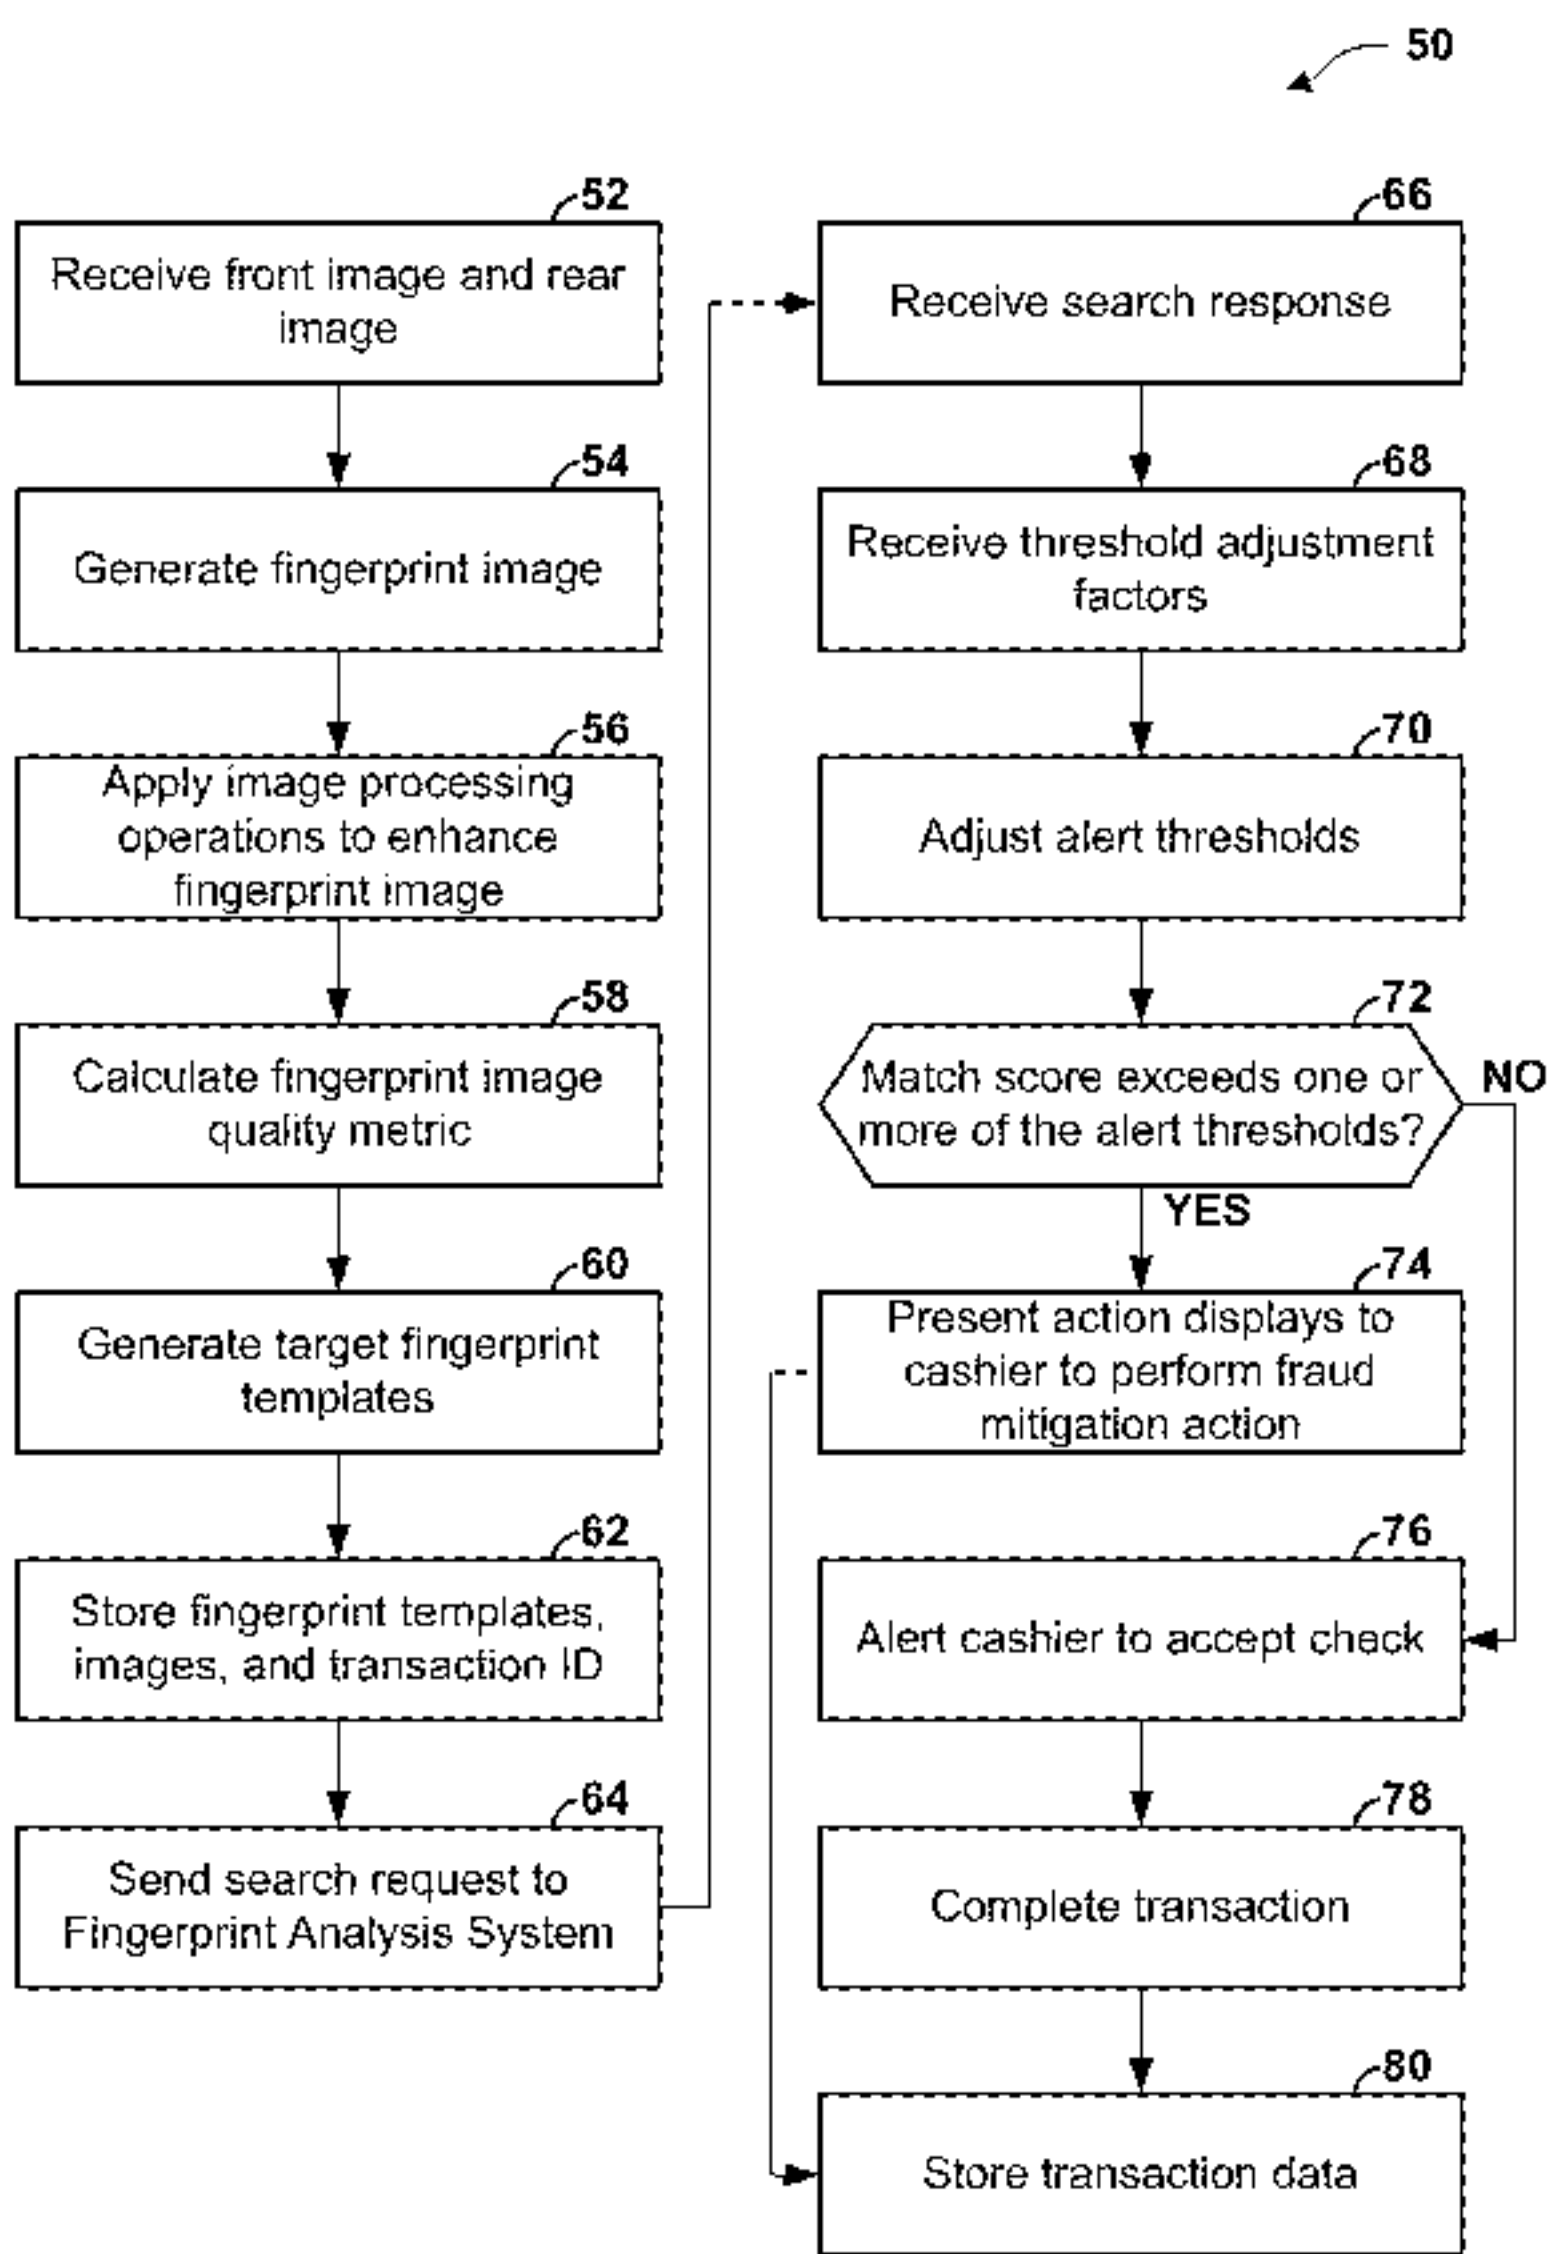 50
52
Receive front image and rear
image
54
Generate fingerprint image
56
Apply image processing
operations to enhance
fingerprint image
58
Calculate fingerprint image
quality metric
60
Generate target fingerprint
templates
62
Store fingerprint templates,
images, and transaction ID
64
Send search request to
Fingerprint Analysis System
66
Receive search response
68
Receive threshold adjustment
factors
70
Adjust alert thresholds
72
Match score exceeds one or
more of the alert thresholds?
NO
YES
74
Present action displays to
cashier to perform fraud
mitigation action
76
Alert cashier to accept check
78
Complete transaction
80
Store transaction data